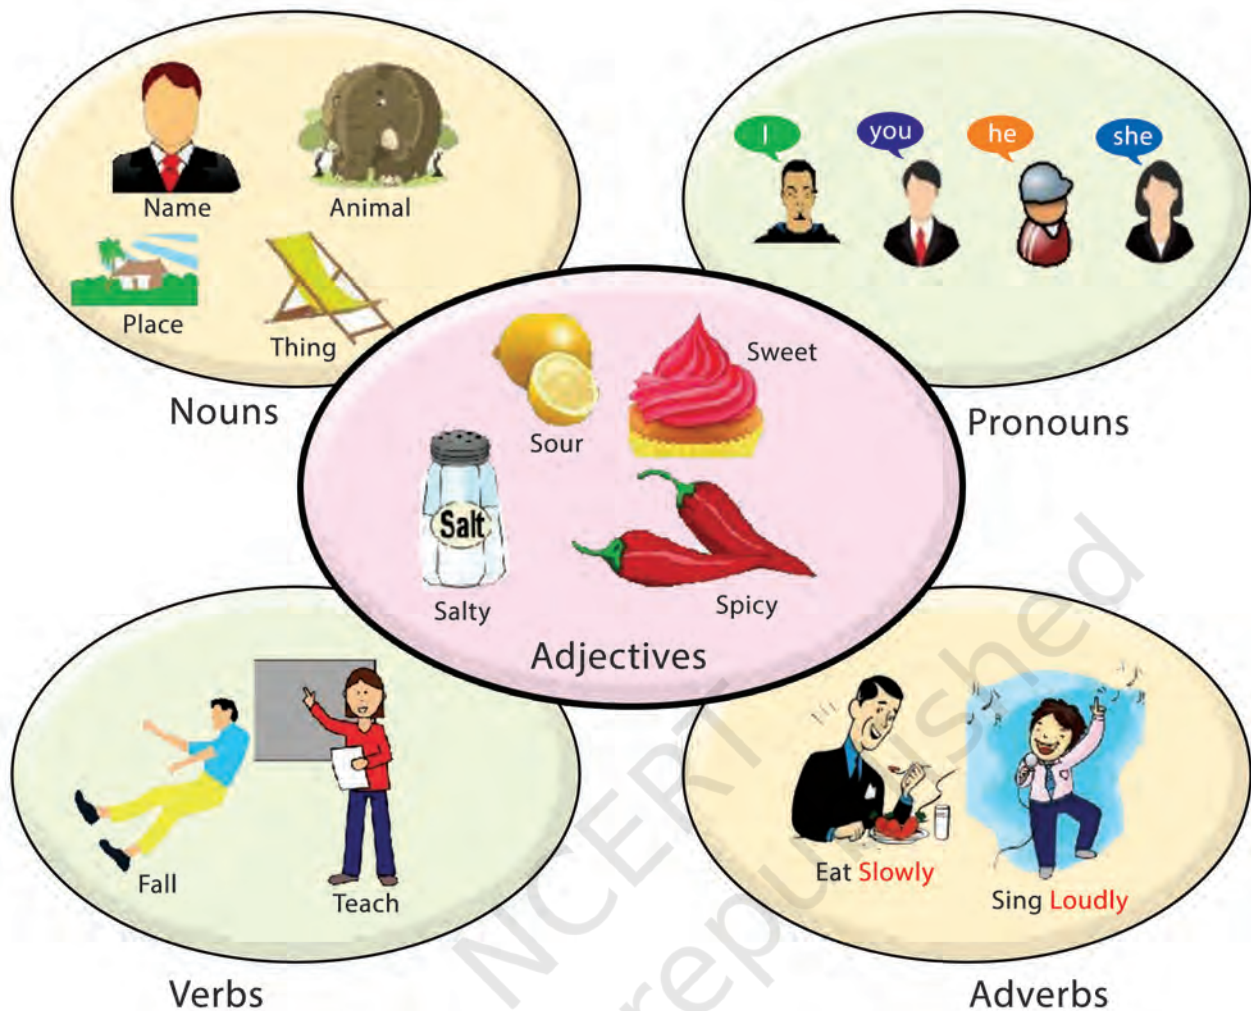 I
you
he
she
Name
Animal
Place
Thing
Nouns
Pronouns
Sour
Sweet
Salt
Salty
Spicy
Adjectives
Fall
Teach
Verbs
Eat Slowly
Sing Loudly
Adverbs
NCERT
republished